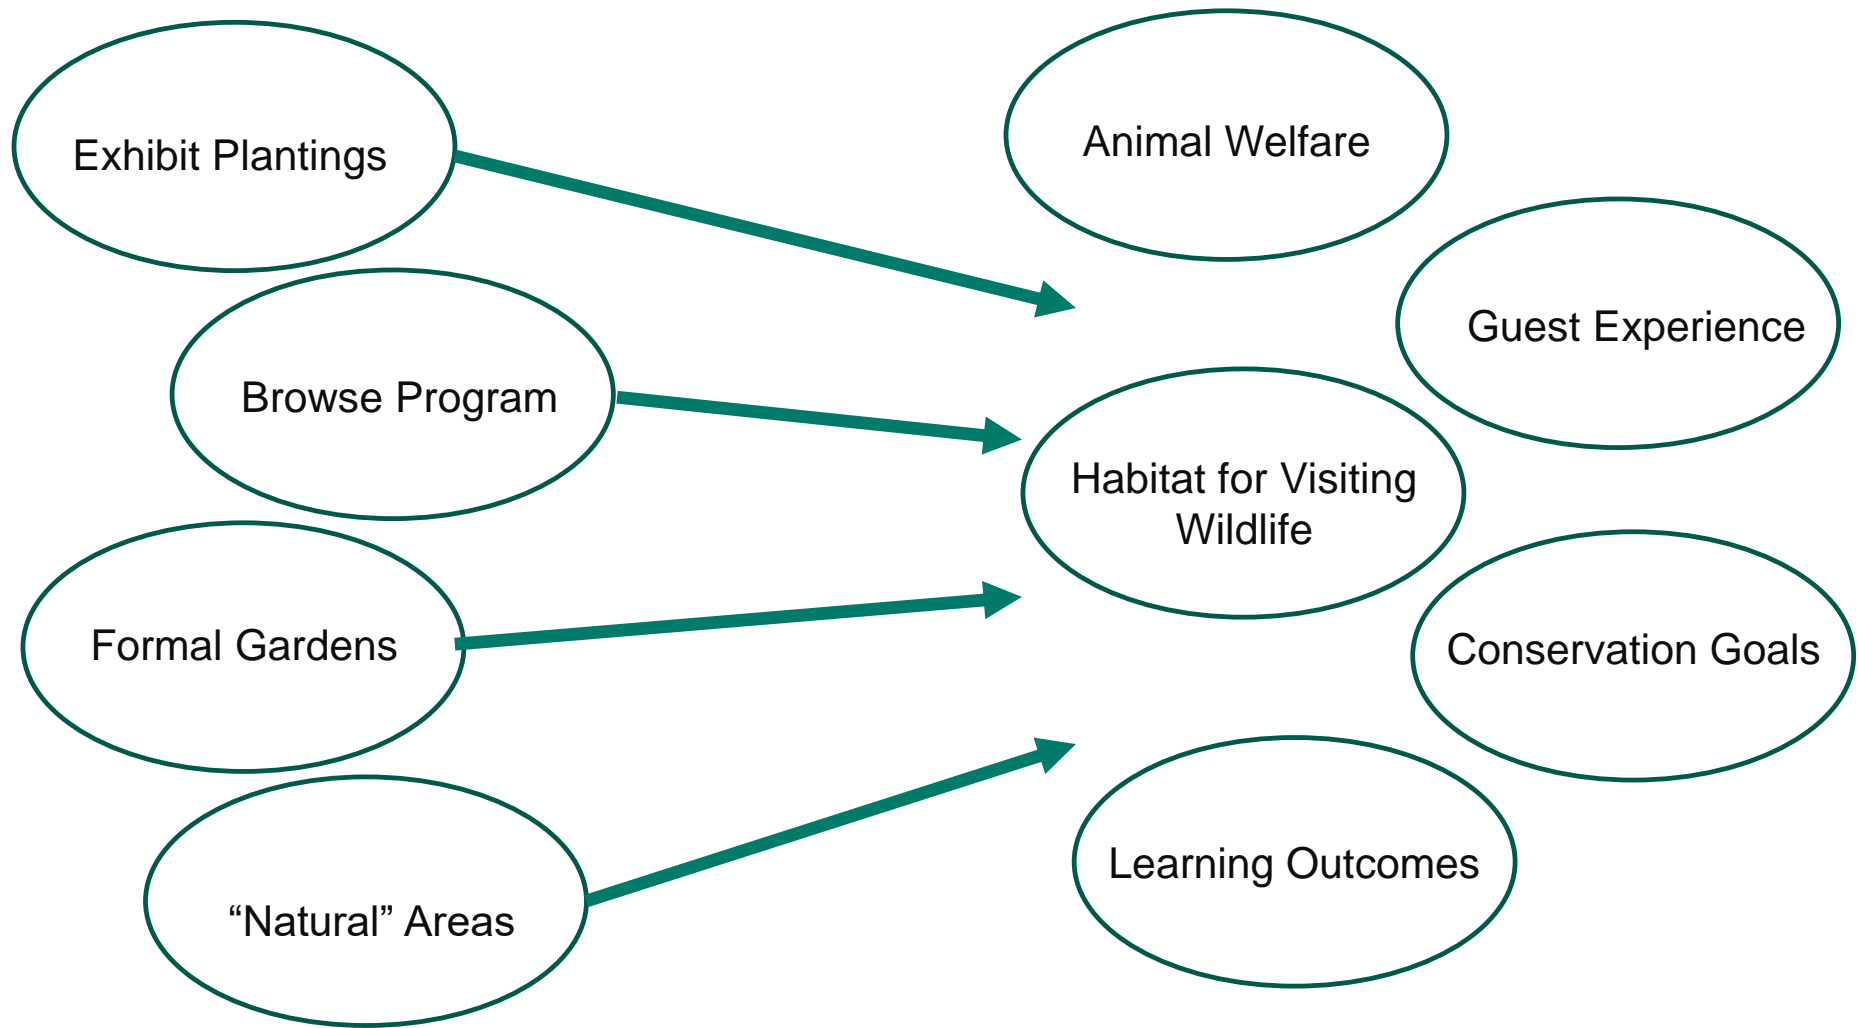 Exhibit Plantings
Browse Program
Formal Gardens
“Natural” Areas
Animal Welfare
Guest Experience
Habitat for Visiting
Wildlife
Conservation Goals
Learning Outcomes